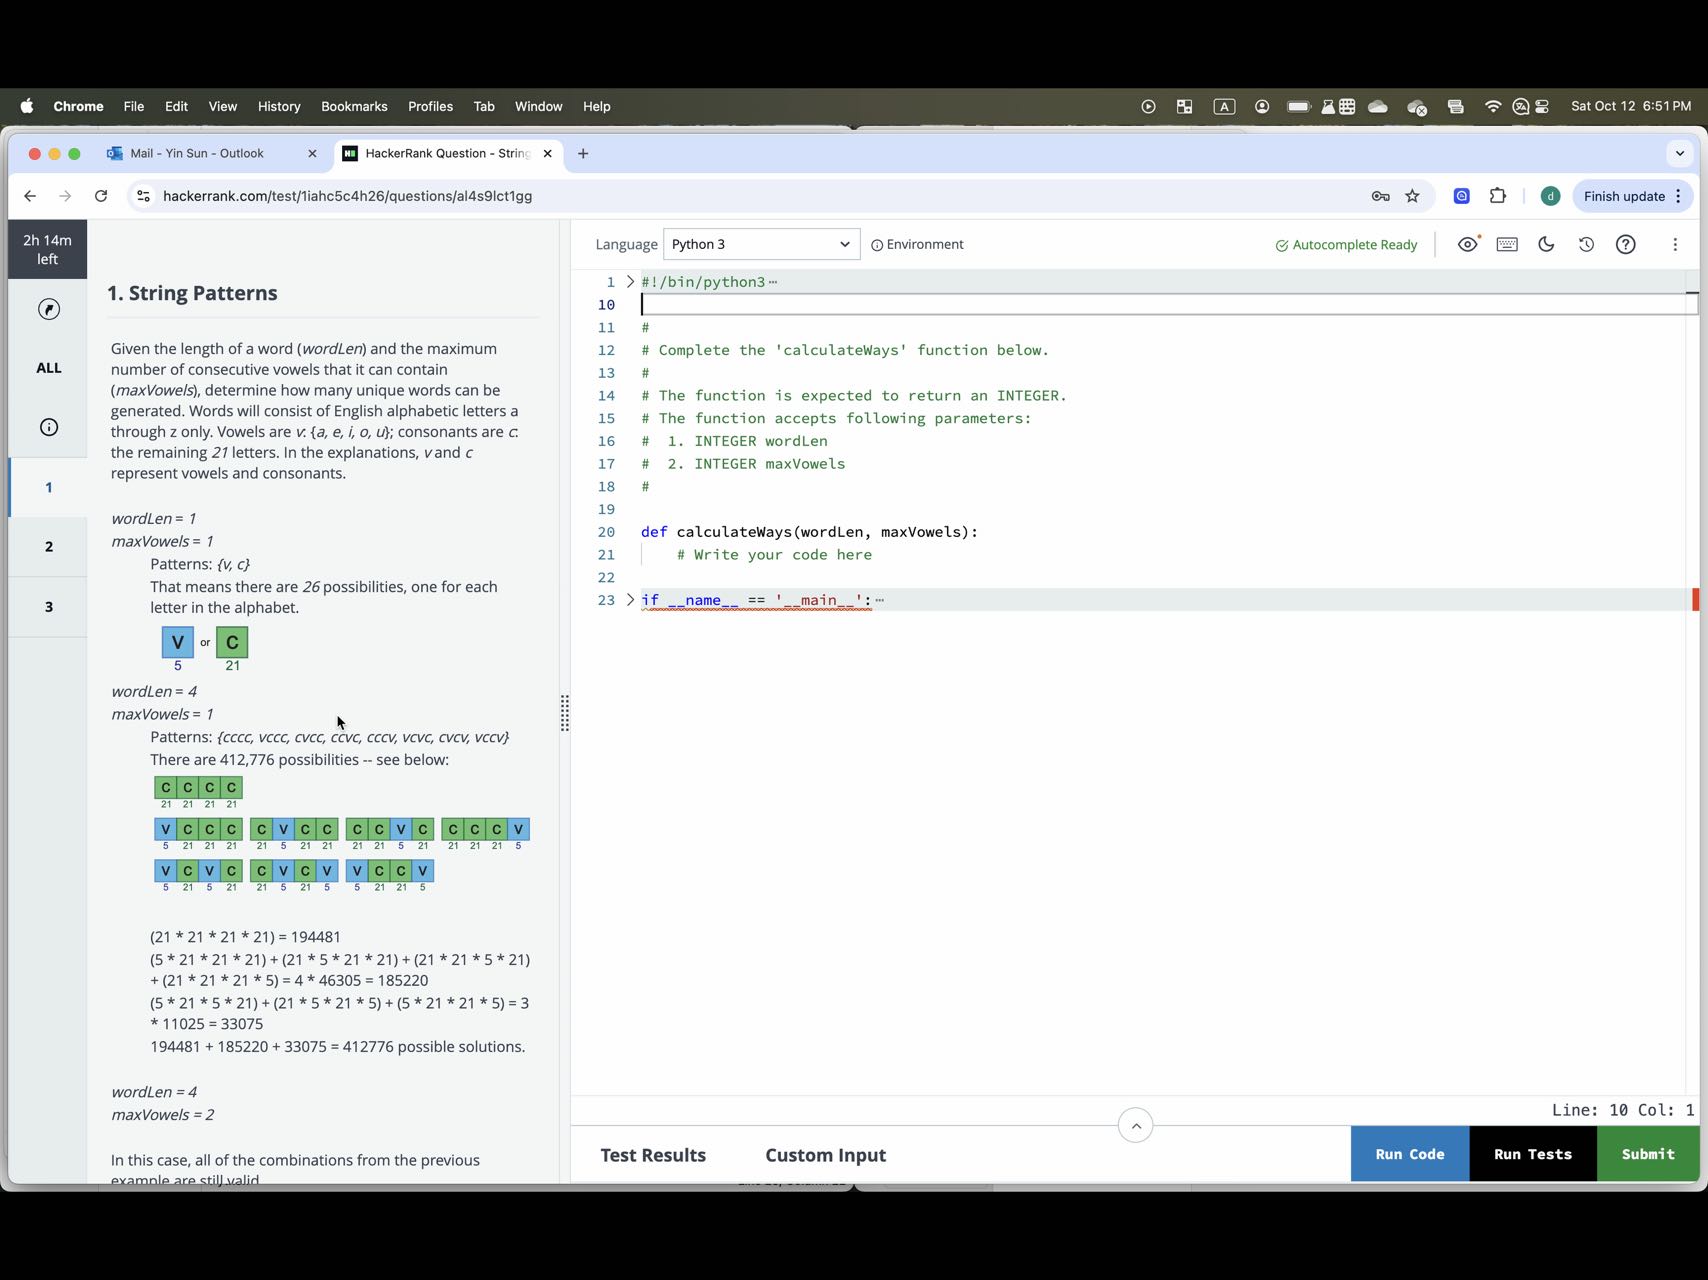 Chrome File Edit View History Bookmarks Profiles Tab Window Help A Sat Oct 12 6:51 PM
Mail - Yin Sun - Outlook HackerRank Question - String
hackerrank.com/test/1iahc5c4h26/questions/al4s9lct1gg d Finish update
2h 14m
left
ALL
1
2
3
1. String Patterns
Given the length of a word (wordLen) and the maximum
number of consecutive vowels that it can contain
(maxVowels), determine how many unique words can be
generated. Words will consist of English alphabetic letters a
through z only. Vowels are v: {a, e, i, o, u}; consonants are c:
the remaining 21 letters. In the explanations, v and c
represent vowels and consonants.
wordLen = 1
maxVowels = 1
Patterns: {v, c}
That means there are 26 possibilities, one for each
letter in the alphabet.
V or C
5 21
wordLen = 4
maxVowels = 1
Patterns: {cccc, vccc, cvcc, ccvc, cccv, vcvc, cvcv, vccv}
There are 412,776 possibilities -- see below:
C C C C
21 21 21 21
V C C C C V C C C C V C C C C V
5 21 21 21 21 5 21 21 21 21 5 21 21 21 21 5
V C V C C V C V V C C V
5 21 5 21 21 5 21 5 5 21 21 5
(21 * 21 * 21 * 21) = 194481
(5 * 21 * 21 * 21) + (21 * 5 * 21 * 21) + (21 * 21 * 5 * 21)
+ (21 * 21 * 21 * 5) = 4 * 46305 = 185220
(5 * 21 * 5 * 21) + (21 * 5 * 21 * 5) + (5 * 21 * 21 * 5) = 3
* 11025 = 33075
194481 + 185220 + 33075 = 412776 possible solutions.
wordLen = 4
maxVowels = 2
In this case, all of the combinations from the previous
example are still valid
Language Python 3 Environment Autocomplete Ready
1 #!/bin/python3
10
11 #
12 # Complete the 'calculateWays' function below.
13 #
14 # The function is expected to return an INTEGER.
15 # The function accepts following parameters:
16 # 1. INTEGER wordLen
17 # 2. INTEGER maxVowels
18 #
19
20 def calculateWays(wordLen, maxVowels):
21 # Write your code here
22
23 if __name__ == '__main__':
Line: 10 Col: 1
Test Results Custom Input Run Code Run Tests Submit